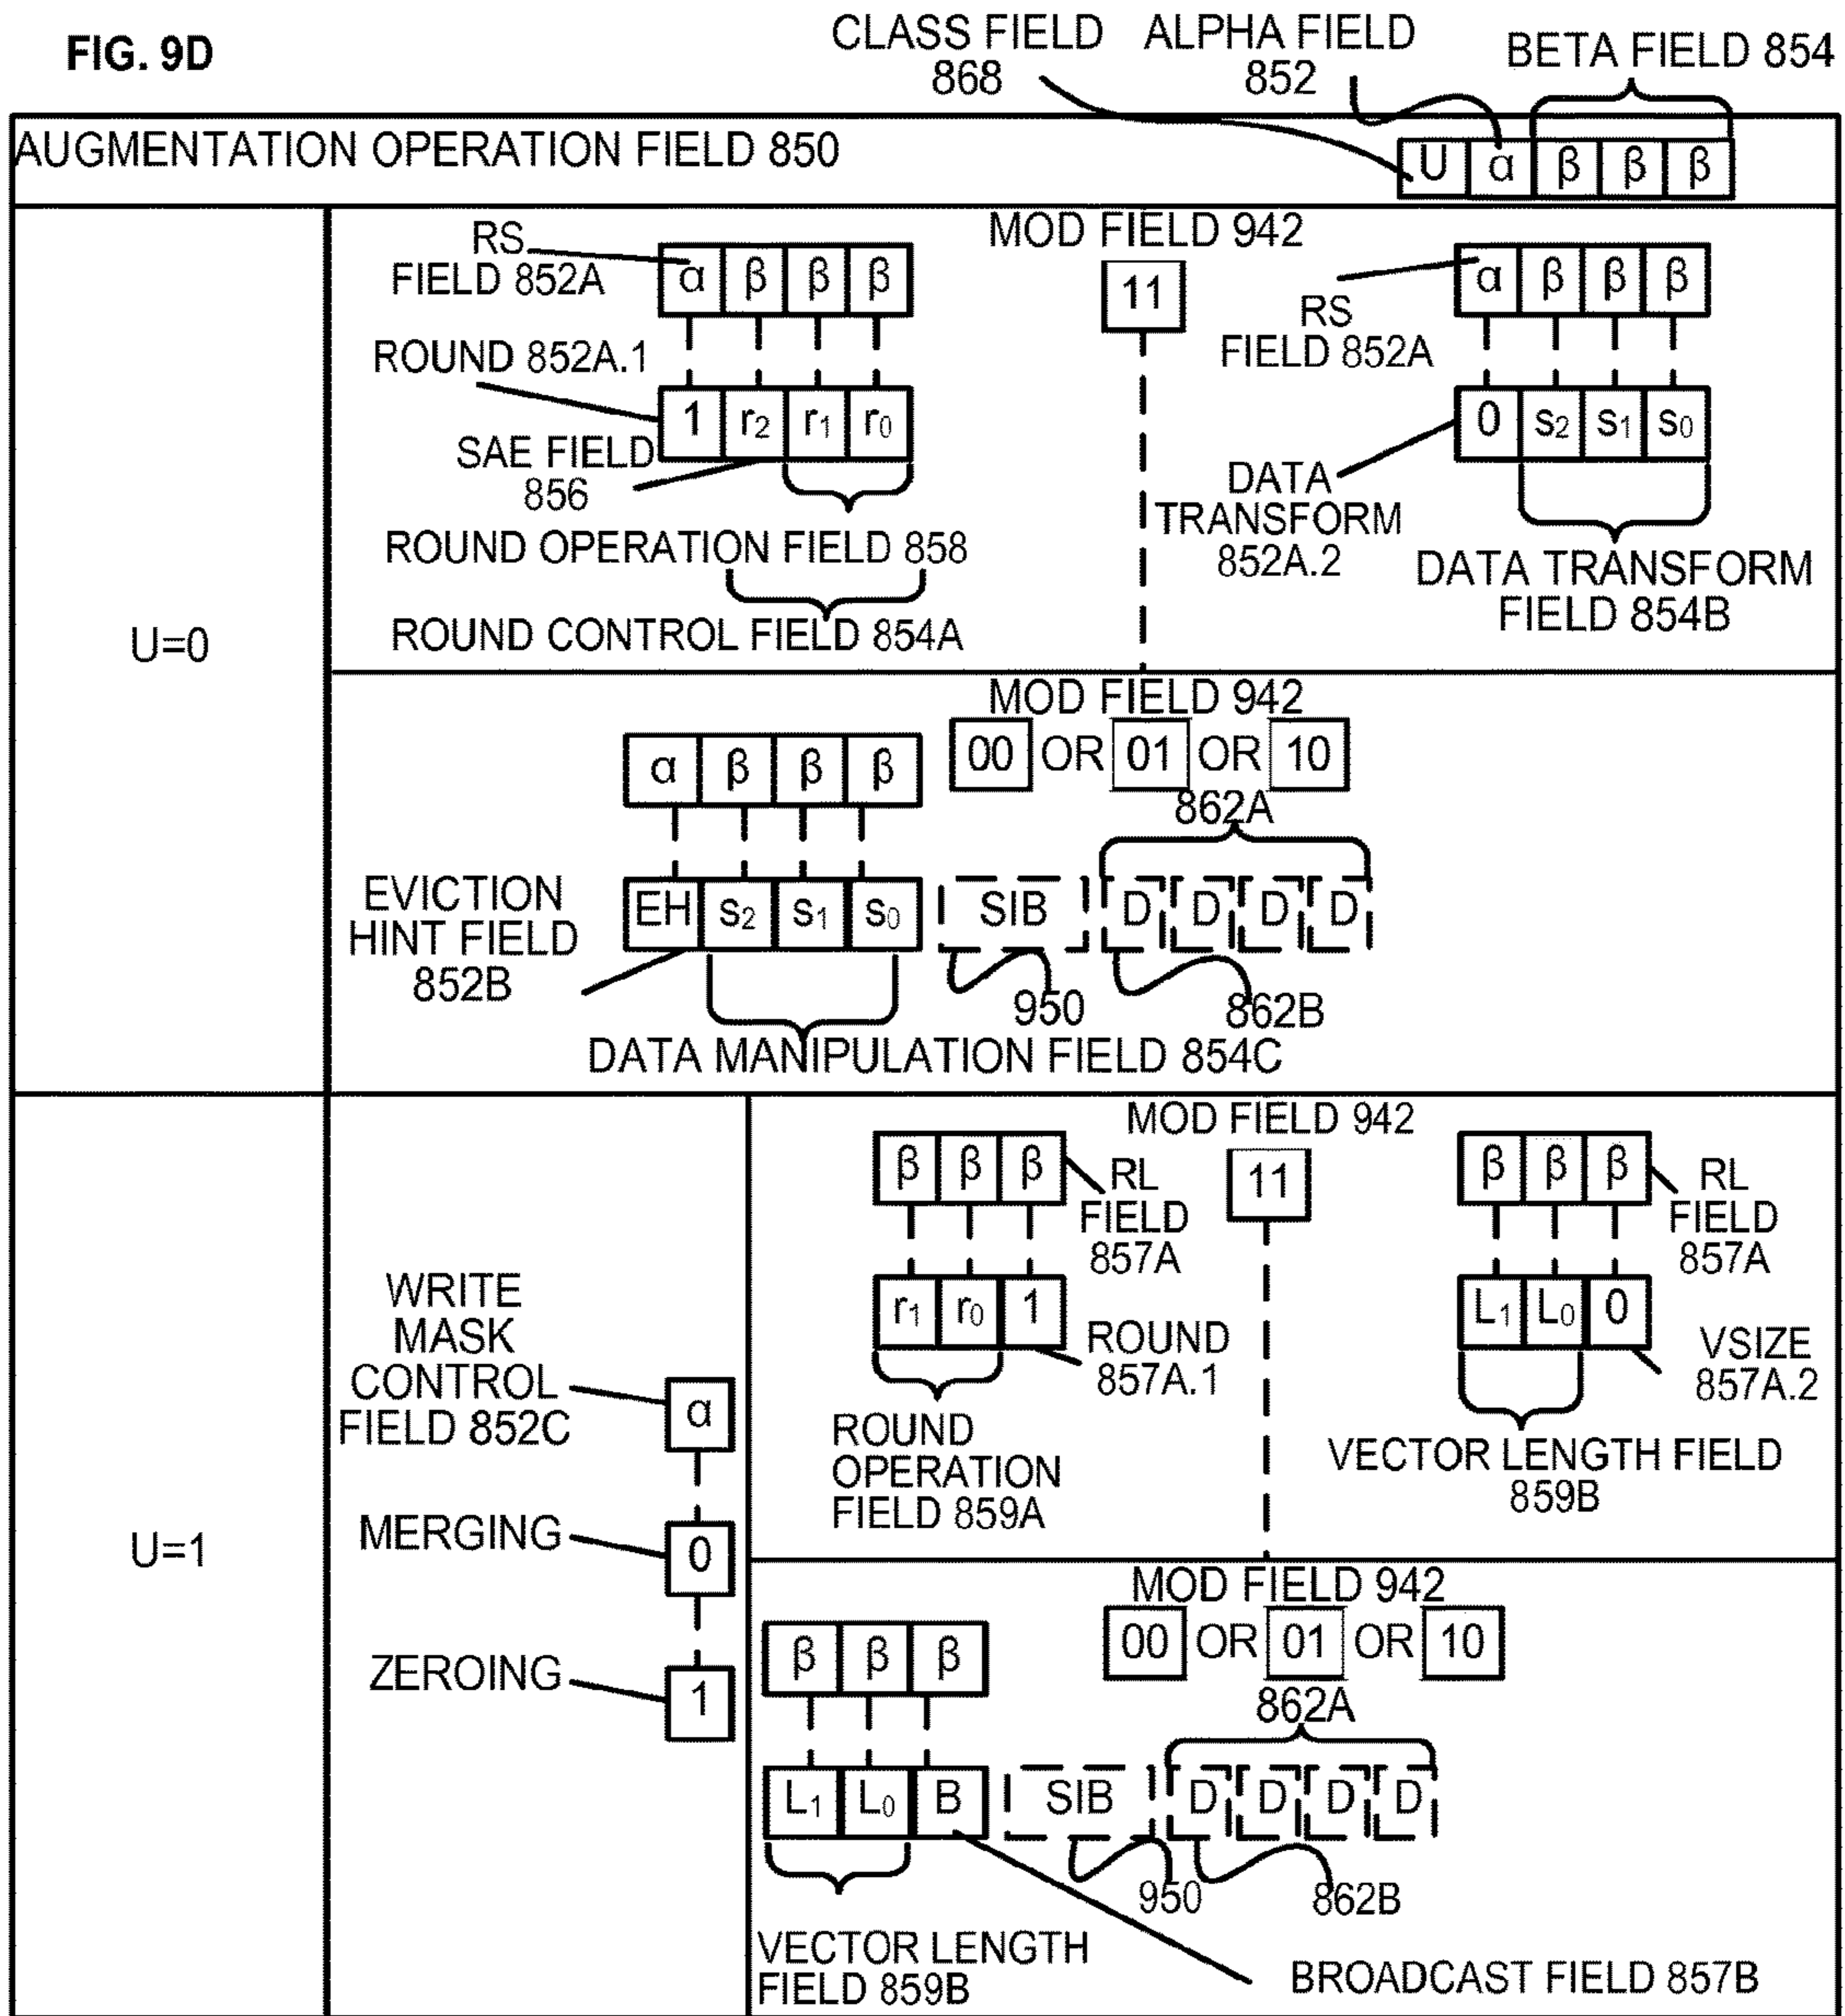 FIG. 9D
CLASS FIELD
868
ALPHA FIELD
852
BETA FIELD 854
AUGMENTATION OPERATION FIELD 850
U α β β β
U=0
MOD FIELD 942
11
RS
FIELD 852A
α β β β
ROUND 852A.1
1 r2 r1 r0
SAE FIELD
856
ROUND OPERATION FIELD 858
ROUND CONTROL FIELD 854A
α β β β
RS
FIELD 852A
0 s2 s1 s0
DATA
TRANSFORM
852A.2
DATA TRANSFORM
FIELD 854B
MOD FIELD 942
00 OR 01 OR 10
α β β β
862A
EVICTION
HINT FIELD
852B
EH s2 s1 s0 SIB D D D D
950
862B
DATA MANIPULATION FIELD 854C
U=1
WRITE
MASK
CONTROL
FIELD 852C
α
MERGING
0
ZEROING
1
MOD FIELD 942
11
β β β
RL
FIELD
857A
r1 r0 1
ROUND
857A.1
ROUND
OPERATION
FIELD 859A
β β β
RL
FIELD
857A
L1 L0 0
VSIZE
857A.2
VECTOR LENGTH FIELD
859B
MOD FIELD 942
00 OR 01 OR 10
β β β
862A
L1 L0 B SIB D D D D
950
862B
VECTOR LENGTH
FIELD 859B
BROADCAST FIELD 857B